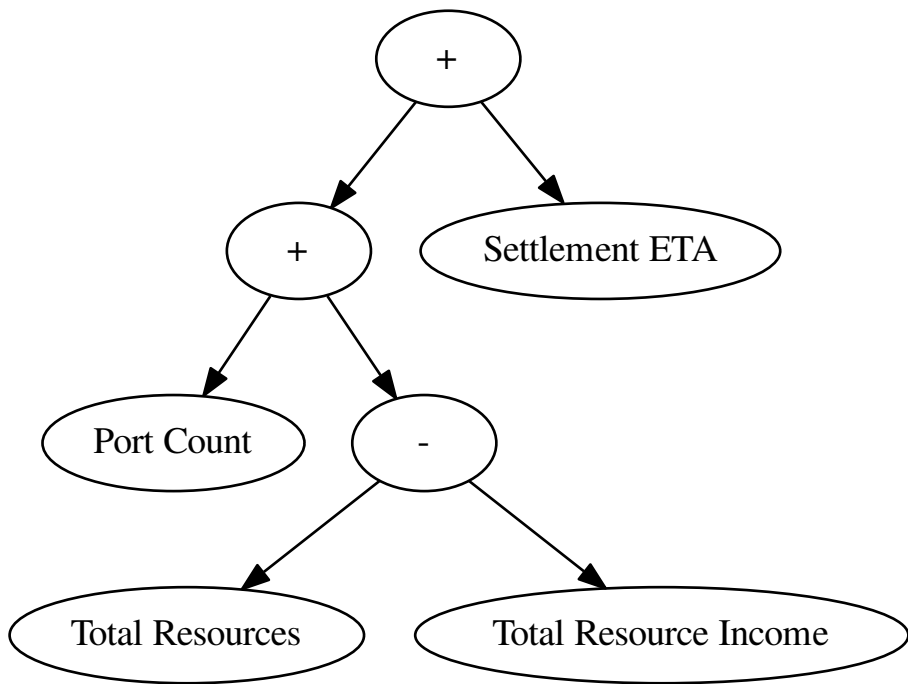 +
+
Settlement ETA
Port Count
-
Total Resources
Total Resource Income